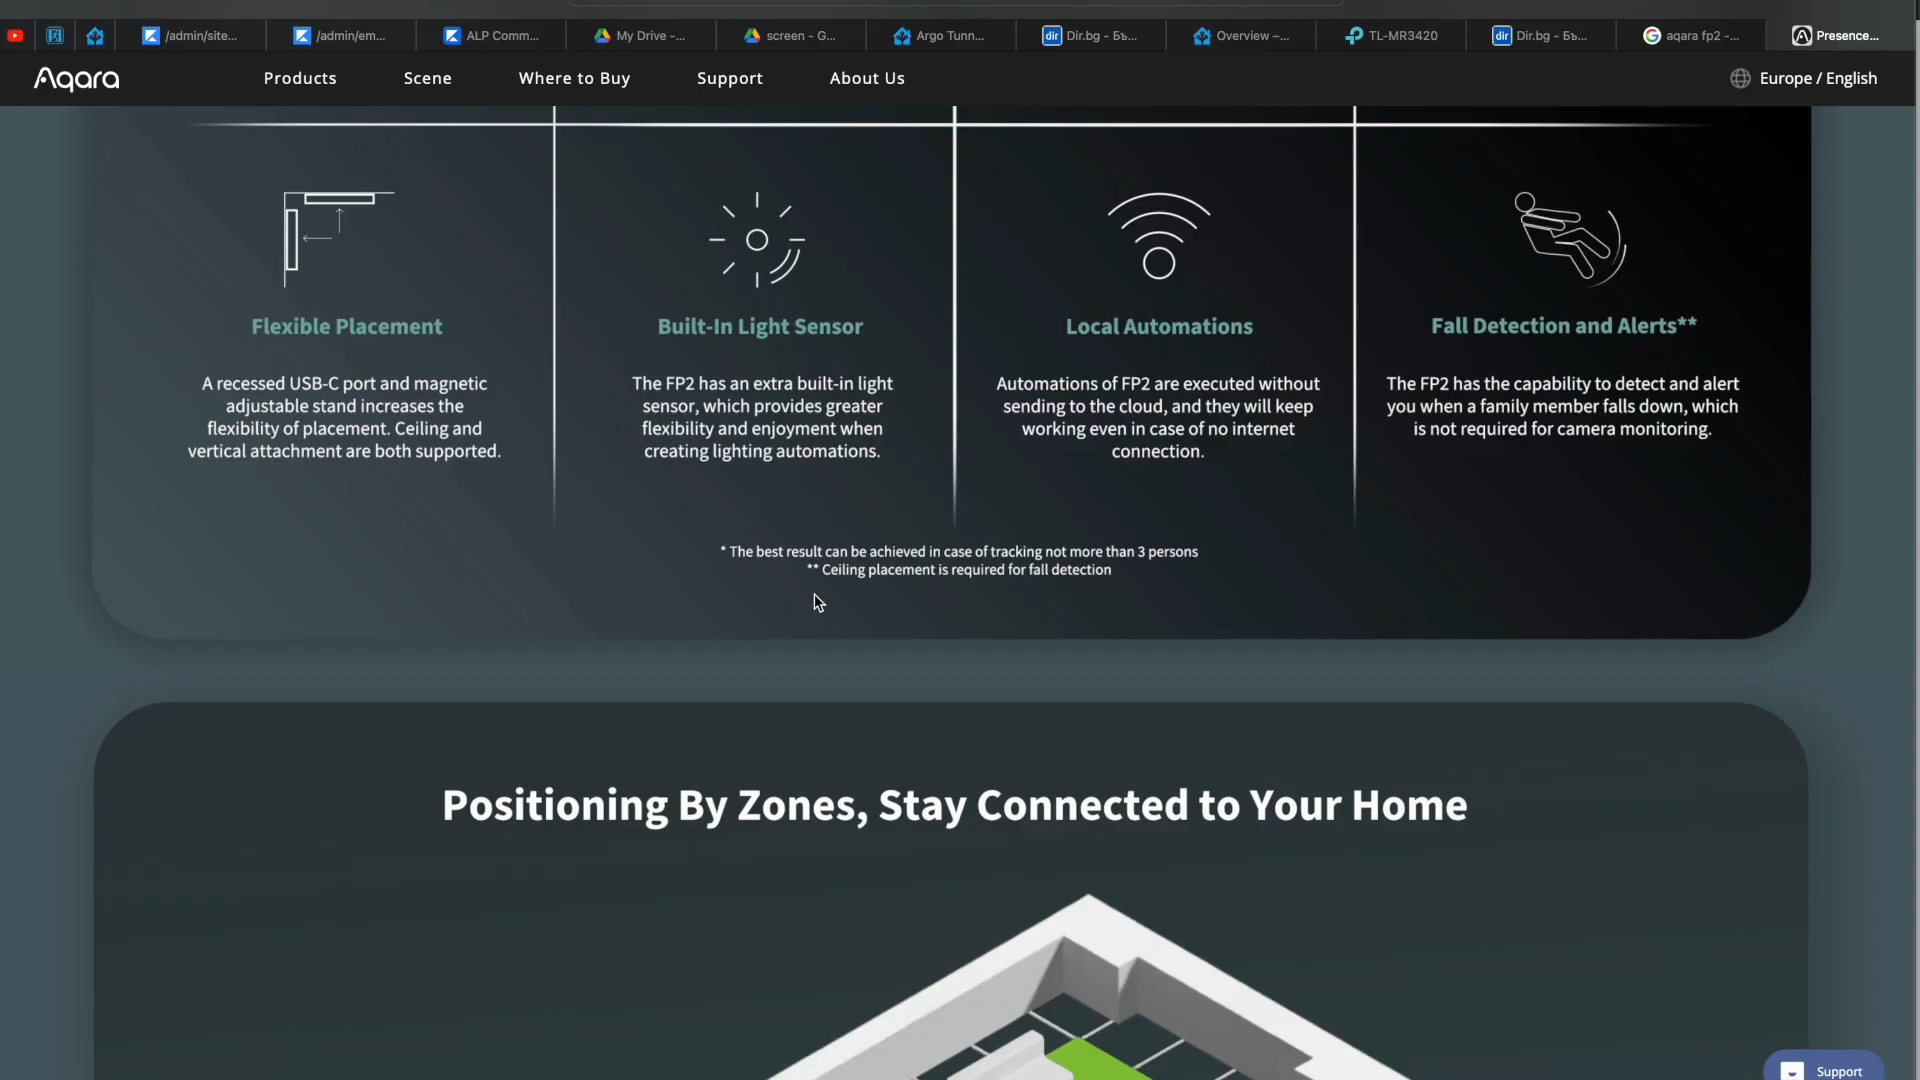 /admin/site...
/admin/em...
ALP Comm...
My Drive -...
screen - G...
Argo Tunn...
dir
Dir.bg - Бъ...
Overview –...
TL-MR3420
dir
Dir.bg - Бъ...
aqara fp2 -...
Presence...
Aqara
Products
Scene
Where to Buy
Support
About Us
Europe / English
Flexible Placement
A recessed USB-C port and magnetic
adjustable stand increases the
flexibility of placement. Ceiling and
vertical attachment are both supported.
Built-In Light Sensor
The FP2 has an extra built-in light
sensor, which provides greater
flexibility and enjoyment when
creating lighting automations.
Local Automations
Automations of FP2 are executed without
sending to the cloud, and they will keep
working even in case of no internet
connection.
Fall Detection and Alerts**
The FP2 has the capability to detect and alert
you when a family member falls down, which
is not required for camera monitoring.
* The best result can be achieved in case of tracking not more than 3 persons
** Ceiling placement is required for fall detection
Positioning By Zones, Stay Connected to Your Home
Support